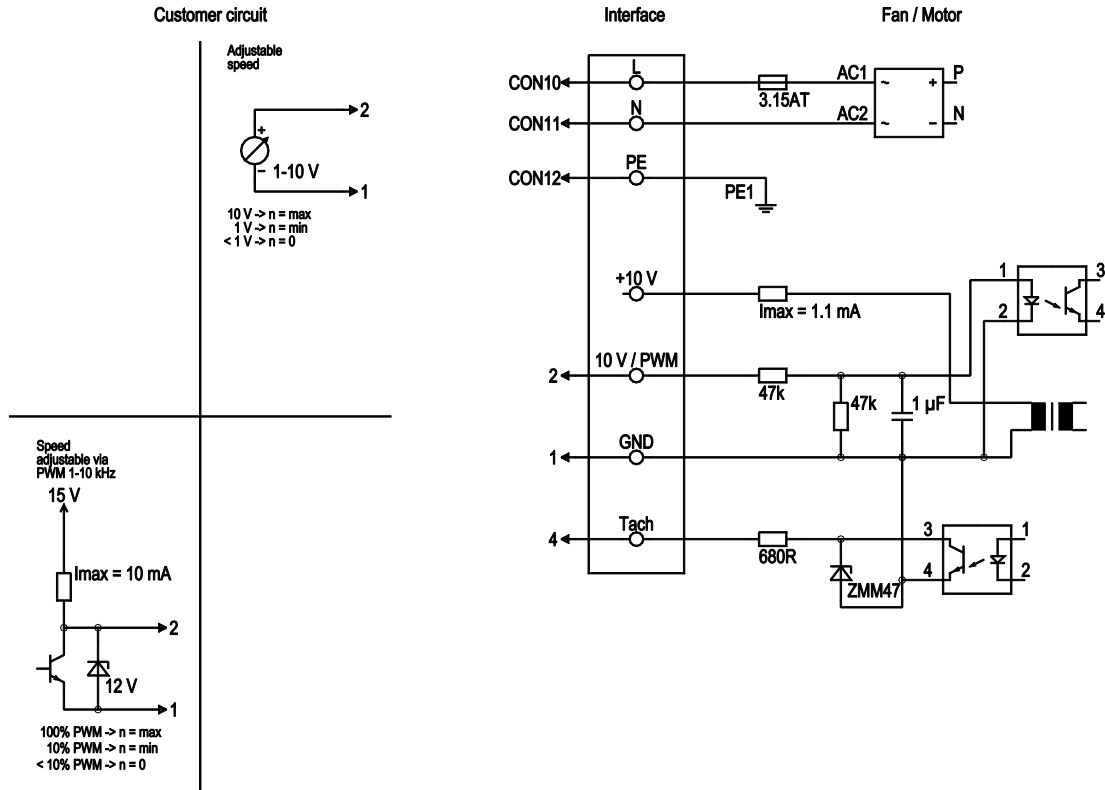 Customer circuit
Interface
Fan / Motor
Adjustable
speed
2
+
–
1-10 V
1
10 V -> n = max
1 V -> n = min
< 1 V -> n = 0
L
CON10
3.15AT
AC1
~
+
P
N
CON11
AC2
~
–
N
PE
CON12
PE1
+10 V
Imax = 1.1 mA
1
3
2
4
10 V / PWM
2
47k
47k
1 µF
GND
1
Tach
4
680R
3
1
4
2
ZMM47
Speed
adjustable via
PWM 1-10 kHz
15 V
Imax = 10 mA
2
12 V
1
100% PWM -> n = max
10% PWM -> n = min
< 10% PWM -> n = 0